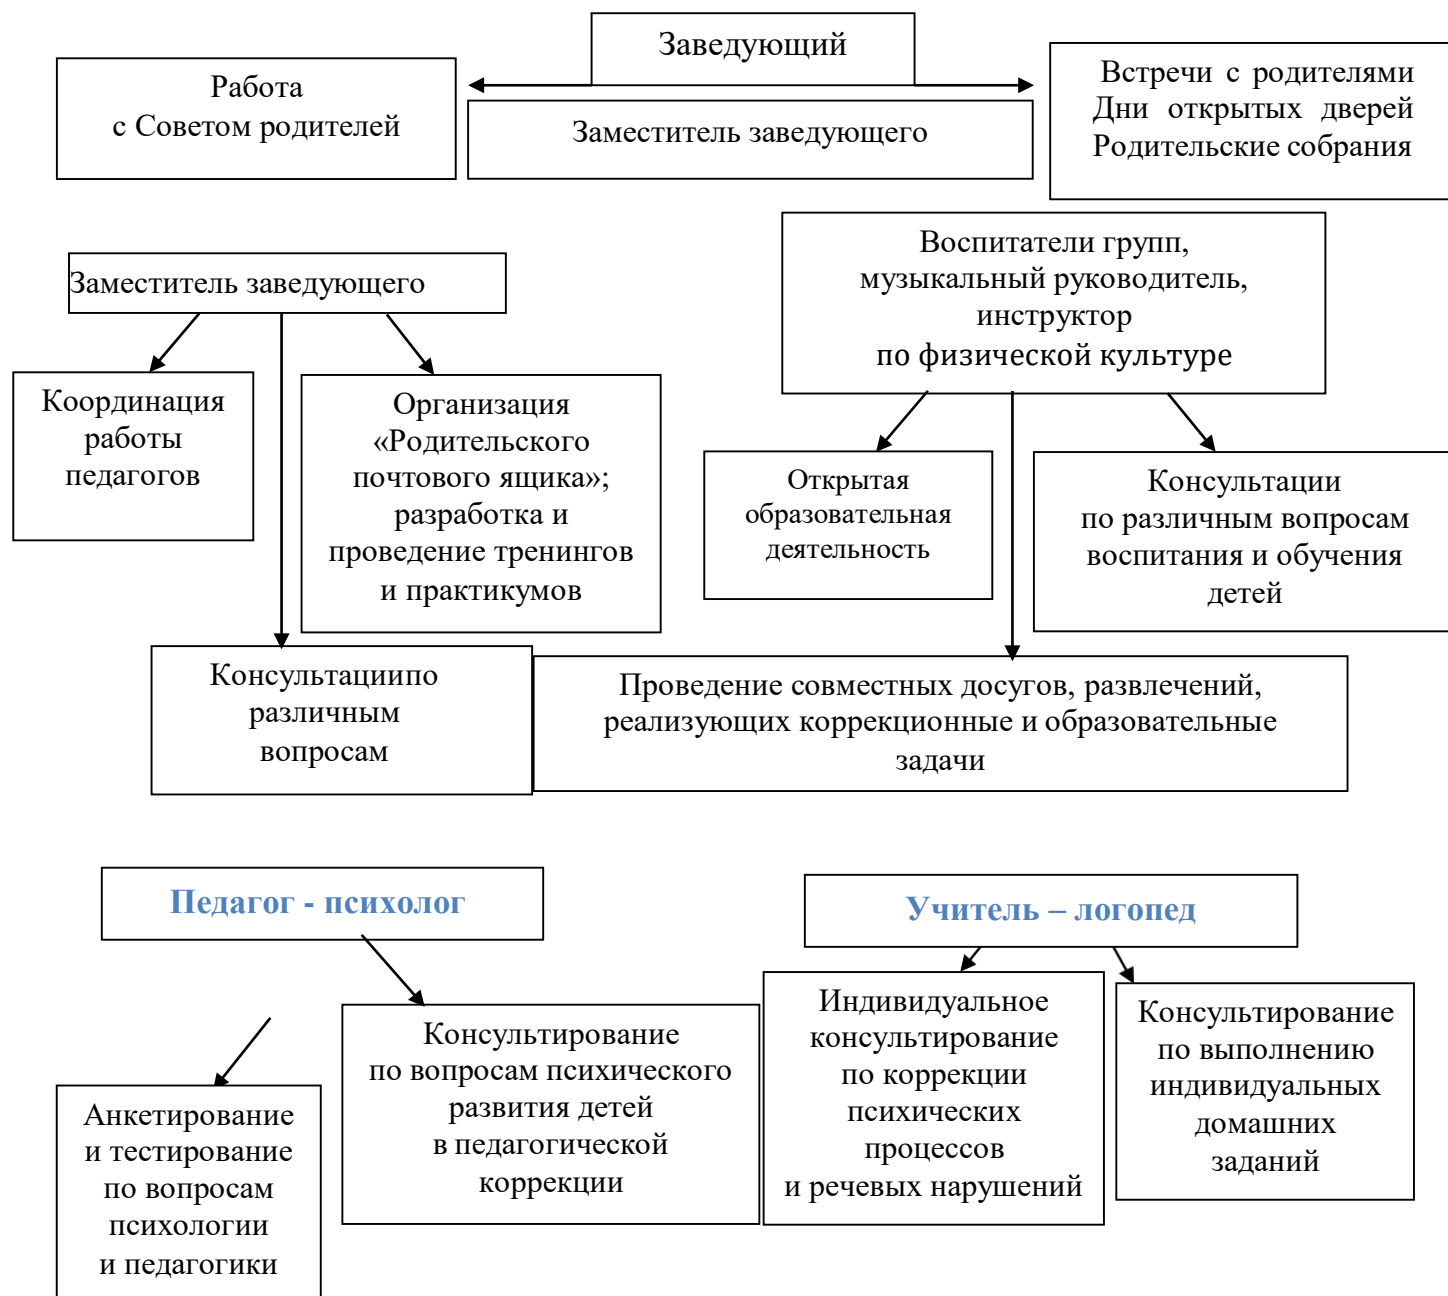 Заведующий
Работа
с Советом родителей
Заместитель заведующего
Встречи с родителями
Дни открытых дверей
Родительские собрания
Заместитель заведующего
Воспитатели групп,
музыкальный руководитель,
инструктор
по физической культуре
Координация
работы
педагогов
Организация
«Родительского
почтового ящика»;
разработка и
проведение тренингов
и практикумов
Открытая
образовательная
деятельность
Консультации
по различным вопросам
воспитания и обучения
детей
Консультациипо
различным
вопросам
Проведение совместных досугов, развлечений,
реализующих коррекционные и образовательные
задачи
Педагог - психолог
Учитель – логопед
Анкетирование
и тестирование
по вопросам
психологии
и педагогики
Консультирование
по вопросам психического
развития детей
в педагогической
коррекции
Индивидуальное
консультирование
по коррекции
психических
процессов
и речевых нарушений
Консультирование
по выполнению
индивидуальных
домашних
заданий